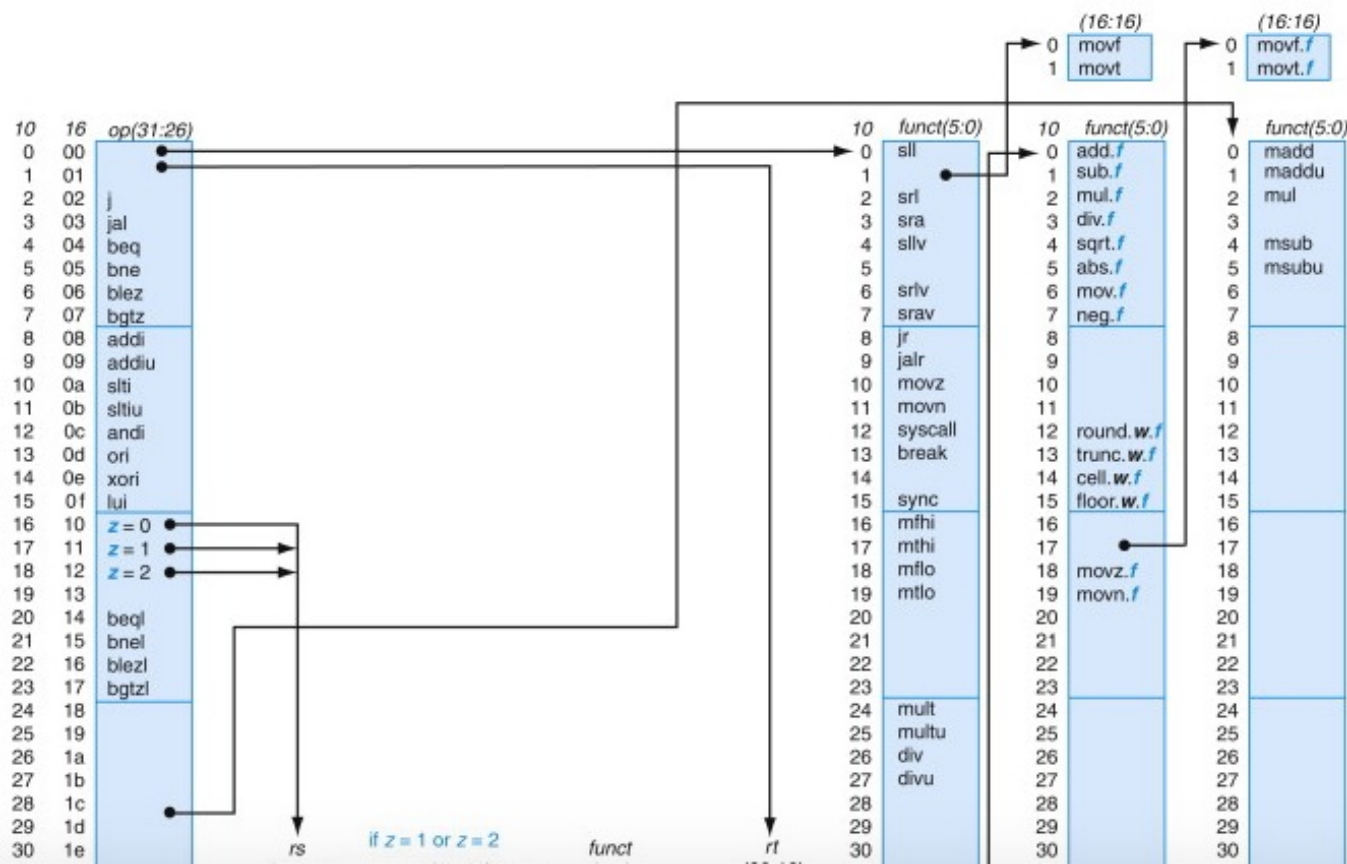 (16:16) (16:16)
0 movf 0 movf.f
1 movt 1 movt.f
10 16 op(31:26) 10 funct(5:0) 10 funct(5:0) funct(5:0)
0 00 0 sll 0 add.f 0 madd
1 01 1 1 sub.f 1 maddu
2 02 j 2 srl 2 mul.f 2 mul
3 03 jal 3 sra 3 div.f 3
4 04 beq 4 sllv 4 sqrt.f 4 msub
5 05 bne 5 5 abs.f 5 msubu
6 06 blez 6 srlv 6 mov.f 6
7 07 bgtz 7 srav 7 neg.f 7
8 08 addi 8 jr 8 8
9 09 addiu 9 jalr 9 9
10 0a slti 10 movz 10 10
11 0b sltiu 11 movn 11 11
12 0c andi 12 syscall 12 round.w.f 12
13 0d ori 13 break 13 trunc.w.f 13
14 0e xori 14 14 cell.w.f 14
15 0f lui 15 sync 15 floor.w.f 15
16 10 z = 0 16 mfhi 16 16
17 11 z = 1 17 mthi 17 17
18 12 z = 2 18 mflo 18 movz.f 18
19 13 19 mtlo 19 movn.f 19
20 14 beql 20 20 20
21 15 bnel 21 21 21
22 16 blezl 22 22 22
23 17 bgtzl 23 23 23
24 18 24 mult 24 24
25 19 25 multu 25 25
26 1a 26 div 26 26
27 1b 27 divu 27 27
28 1c 28 28 28
29 1d 29 29 29
30 1e rs if z = 1 or z = 2 funct rt 30 30 30